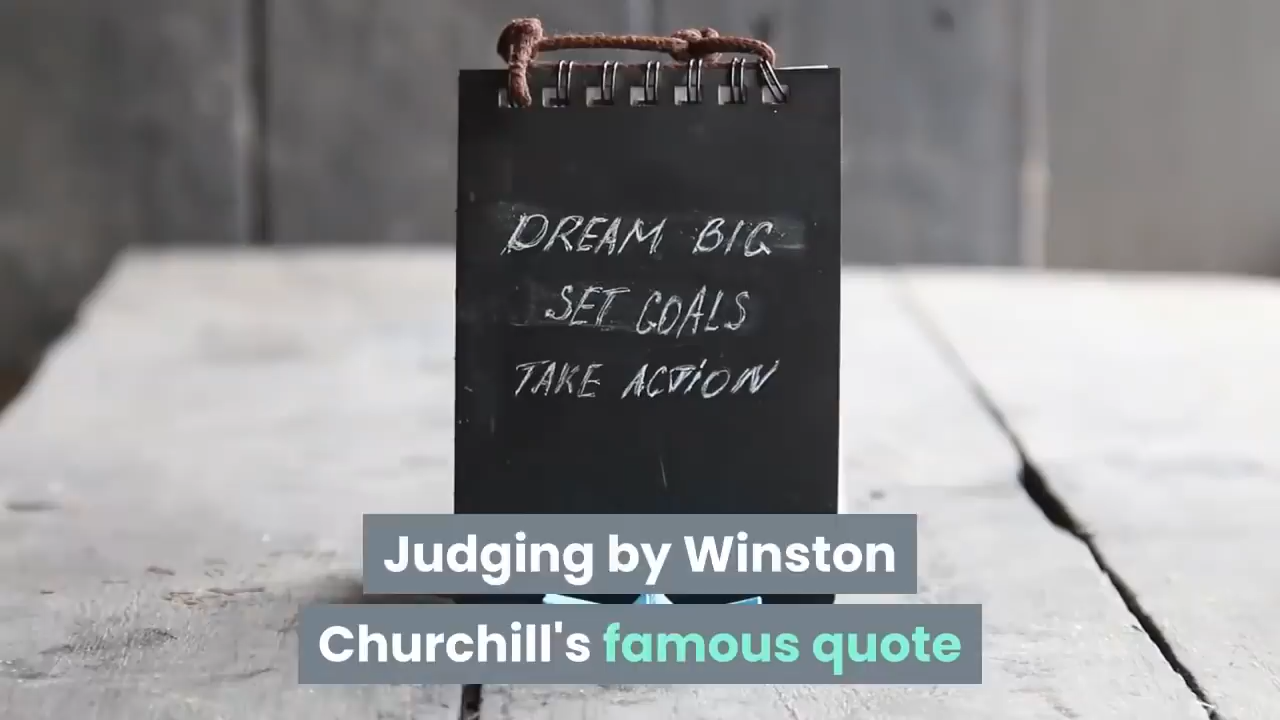 DREAM BIG
SET GOALS
TAKE ACTiON
Judging by Winston
Churchill's famous quote